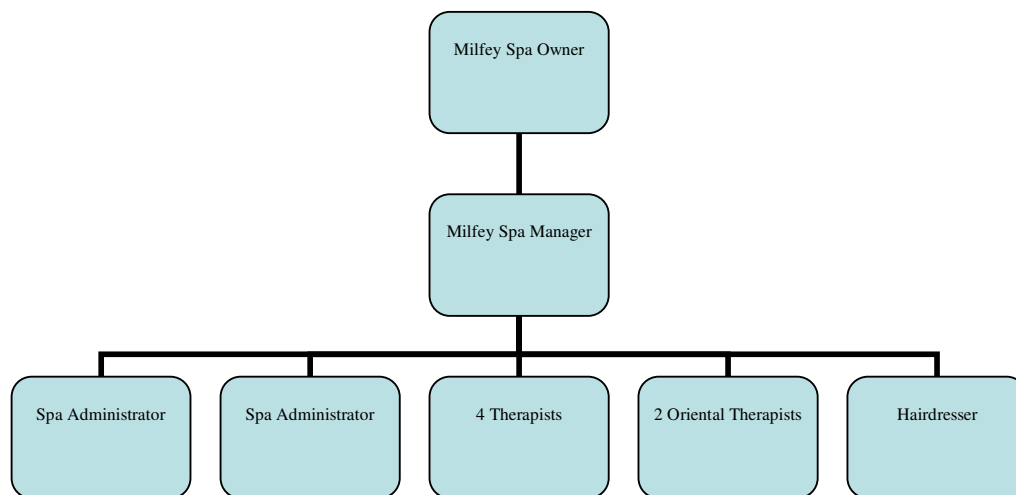 Milfey Spa Owner
Milfey Spa Manager
Spa Administrator
Spa Administrator
4 Therapists
2 Oriental Therapists
Hairdresser